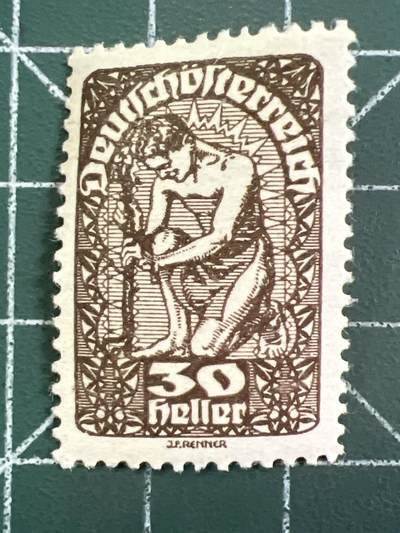 Deutschösterreich
30
Heller
J.F. RENNER